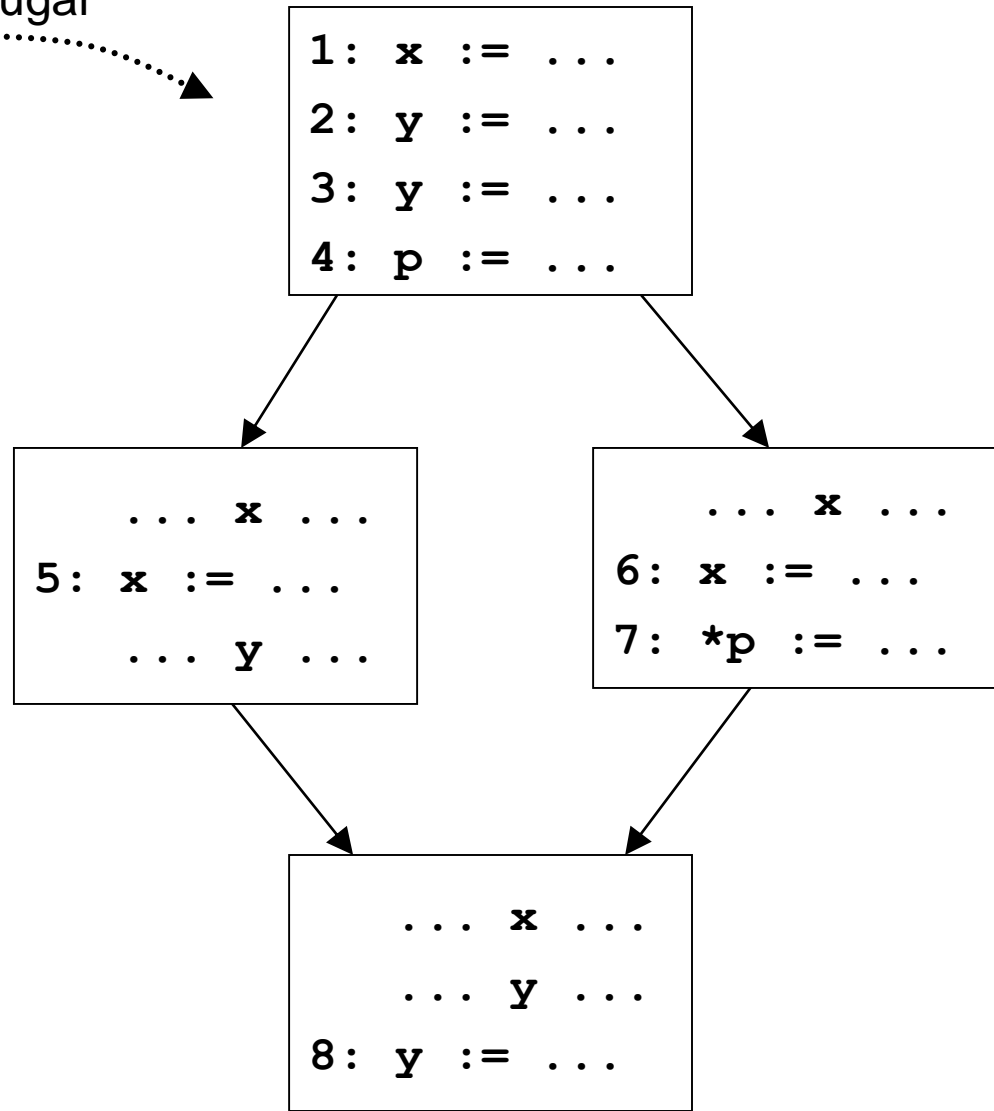 1: x := ...
2: y := ...
3: y := ...
4: p := ...
... x ...
5: x := ...
... y ...
... x ...
6: x := ...
7: *p := ...
... x ...
... y ...
8: y := ...